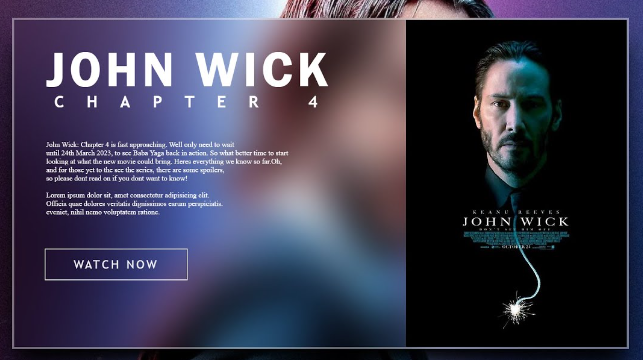 JOHN WICK
CHAPTER 4
John Wick: Chapter 4 is fast approaching. Well only need to wait
until 24th March 2023, to see Baba Yaga back in action. So what better time to start
looking at what the new movie could bring. Heres everything we know so far.Oh,
and for those yet to see the series, there are some spoilers,
so please dont read on if you dont want to know!
Lorem ipsum dolor sit, amet consectetur adipisicing elit.
Officia quae dolores veritatis dignissimos earum perspiciatis.
eveniet, nihil nemo voluptatem ratione.
WATCH NOW
KEANU REEVES
JOHN WICK
DON'T SET HIM OFF